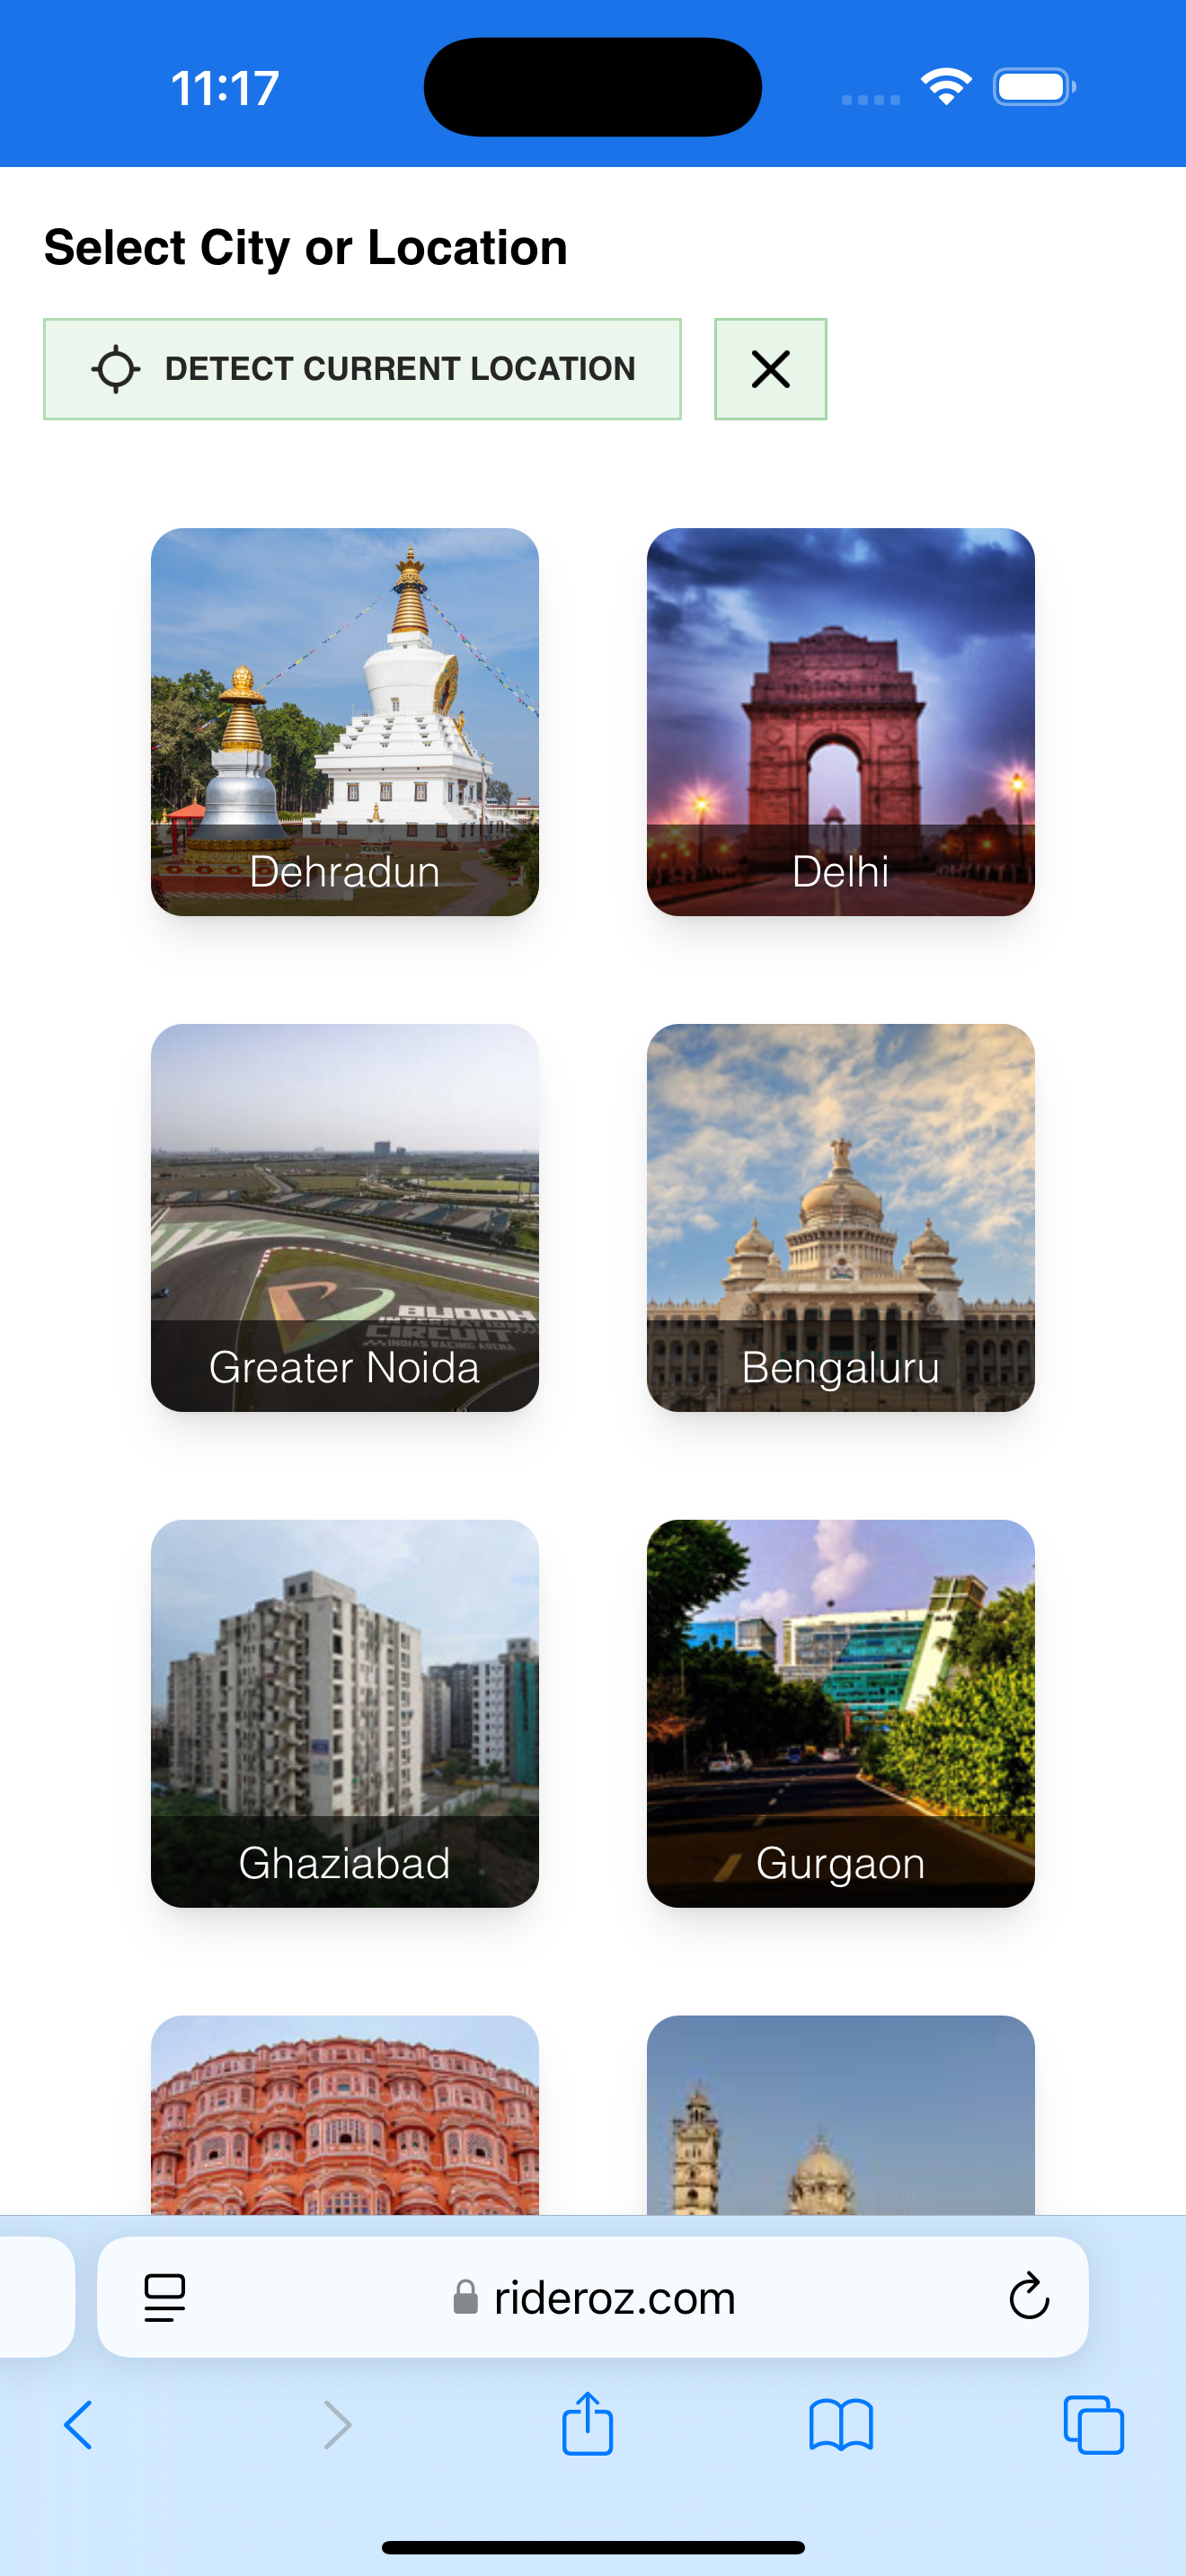 11:17
Select City or Location
DETECT CURRENT LOCATION
Dehradun
Delhi
BUDDH
INTERNATIONAL
CIRCUIT
INDIAS RACING ARENA
Greater Noida
Bengaluru
Ghaziabad
Gurgaon
rideroz.com